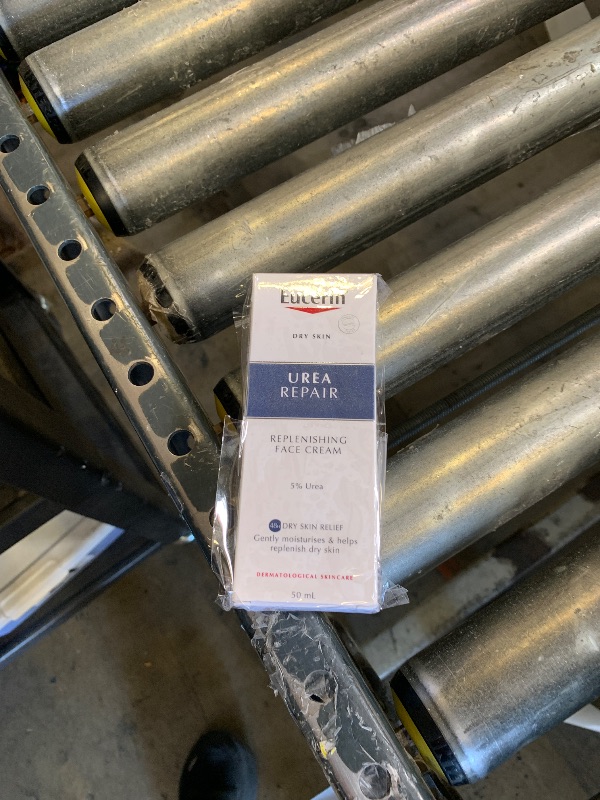 Eucerin
DRY SKIN
UREA
REPAIR
REPLENISHING
FACE CREAM
5% Urea
48h DRY SKIN RELIEF
Gently moisturises & helps
replenish dry skin
DERMATOLOGICAL SKINCARE
50 mL